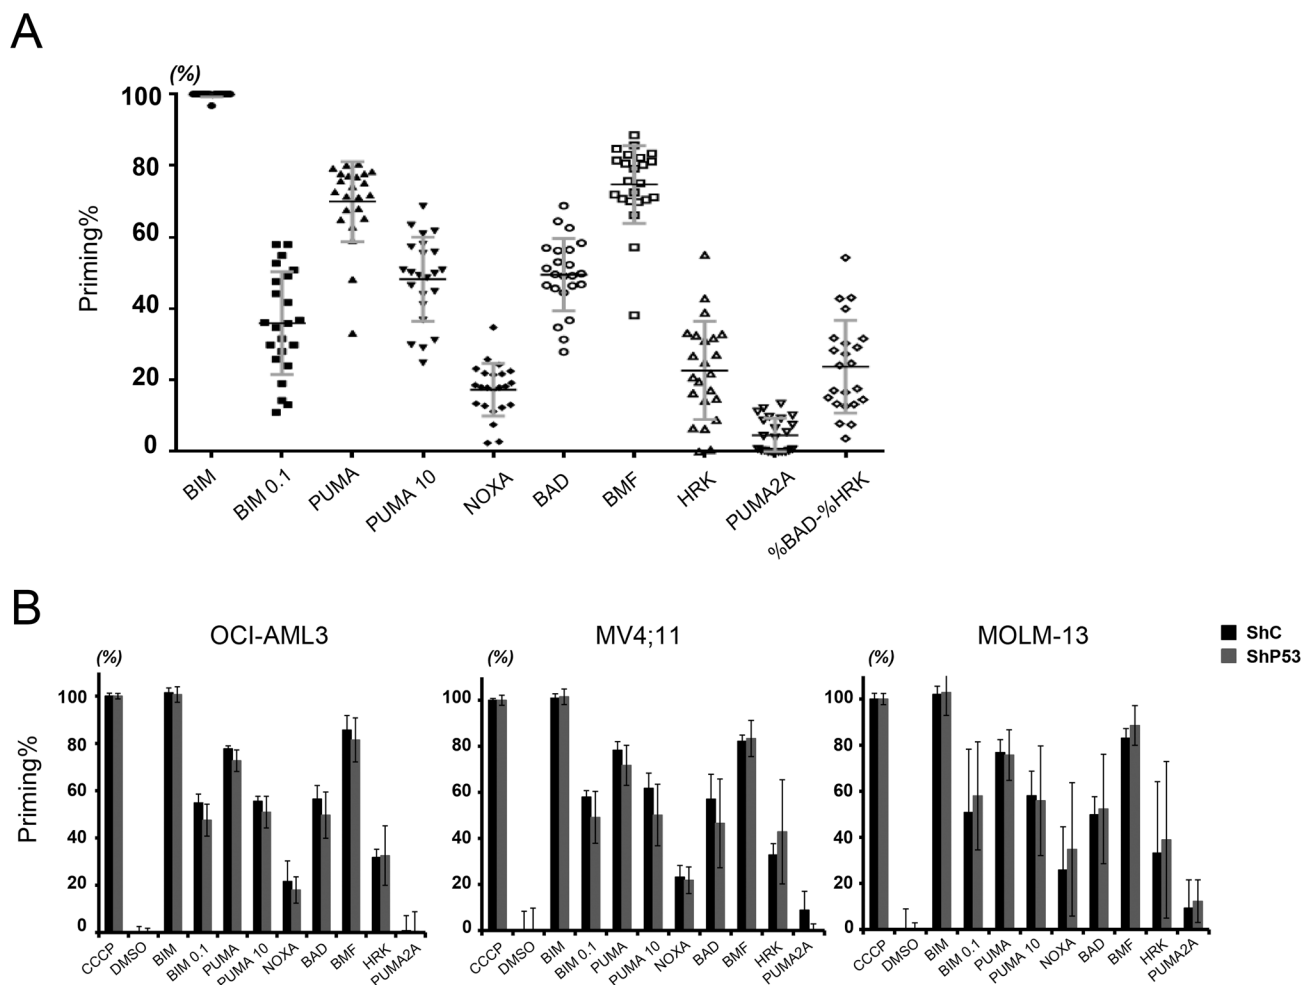 A
(%)
Priming%
100
80
60
40
20
0
BIM
BIM 0.1
PUMA
PUMA 10
NOXA
BAD
BMF
HRK
PUMA2A
%BAD-%HRK
B
OCI-AML3
MV4;11
MOLM-13
ShC
ShP53
(%)
Priming%
100
80
60
40
20
0
CCCP
DMSO
BIM
BIM 0.1
PUMA
PUMA 10
NOXA
BAD
BMF
HRK
PUMA2A
(%)
100
80
60
40
20
0
CCCP
DMSO
BIM
BIM 0.1
PUMA
PUMA 10
NOXA
BAD
BMF
HRK
PUMA2A
(%)
100
80
60
40
20
0
CCCP
DMSO
BIM
BIM 0.1
PUMA
PUMA 10
NOXA
BAD
BMF
HRK
PUMA2A